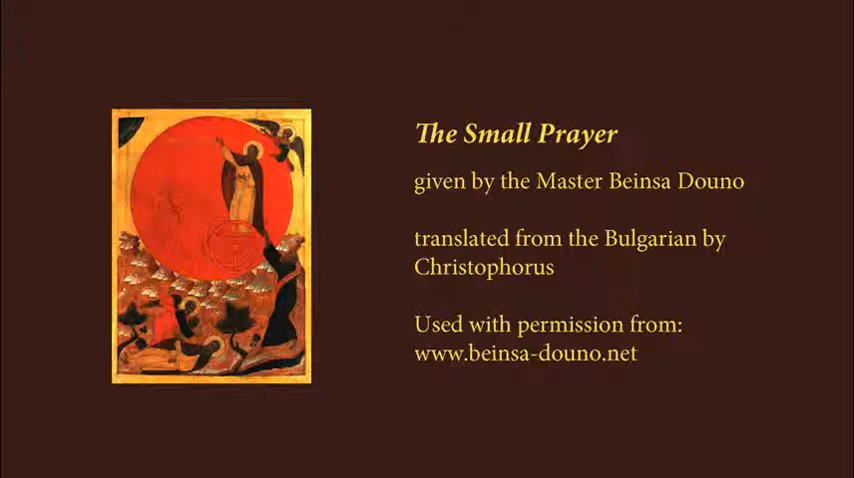 The Small Prayer
given by the Master Beinsa Douno
translated from the Bulgarian by
Christophorus
Used with permission from:
www.beinsa-douno.net